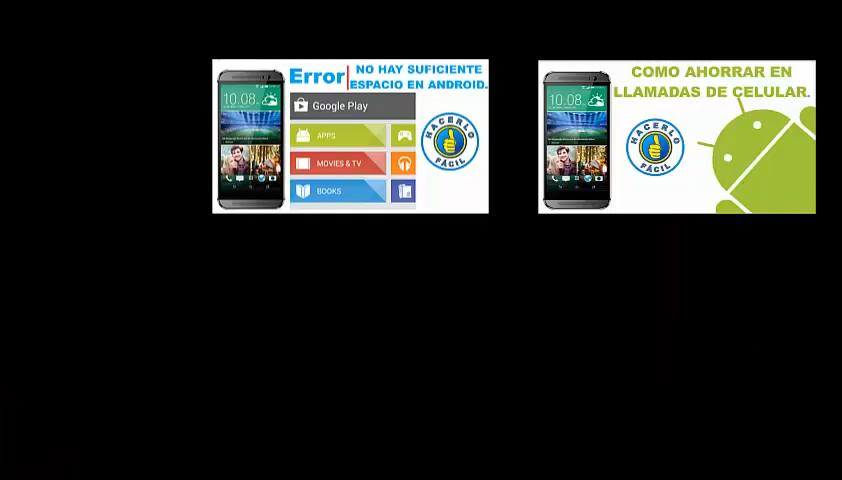 Error
NO HAY SUFICIENTE
ESPACIO EN ANDROID.
10:08
Google Play
APPS
MOVIES & TV
BOOKS
HACERLO
FÁCIL
COMO AHORRAR EN
LLAMADAS DE CELULAR.
10:08
HACERLO
FÁCIL